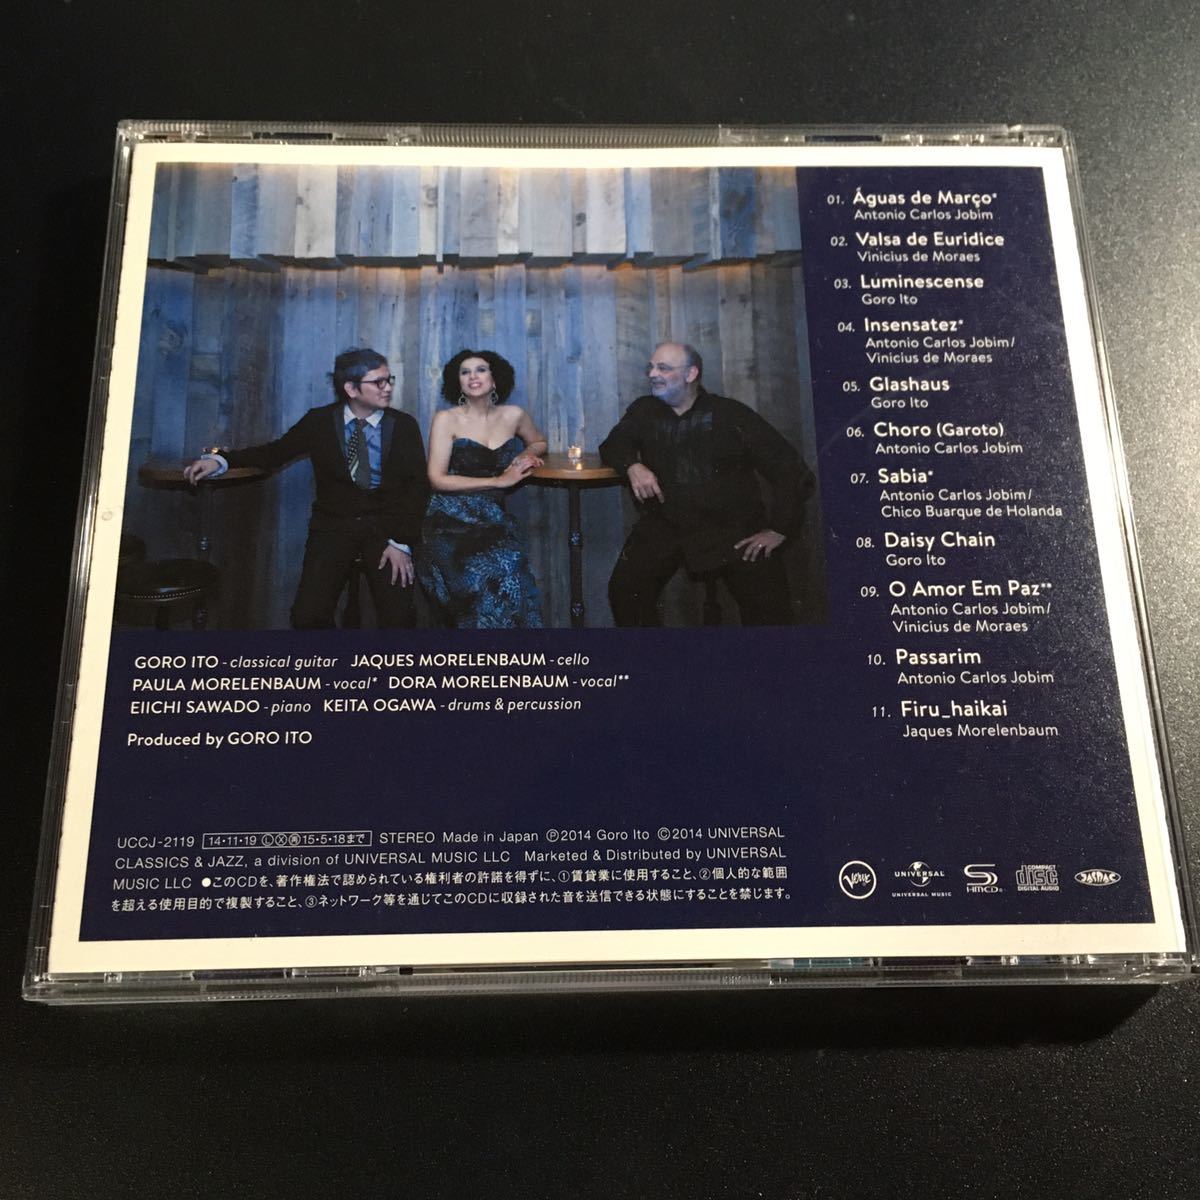 01. Águas de Março*
Antonio Carlos Jobim
02. Valsa de Euridice
Vinicius de Moraes
03. Luminescense
Goro Ito
04. Insensatez*
Antonio Carlos Jobim/
Vinicius de Moraes
05. Glashaus
Goro Ito
06. Choro (Garoto)
Antonio Carlos Jobim
07. Sabia*
Antonio Carlos Jobim/
Chico Buarque de Holanda
08. Daisy Chain
Goro Ito
09. O Amor Em Paz**
Antonio Carlos Jobim/
Vinicius de Moraes
10. Passarim
Antonio Carlos Jobim
11. Firu_haikai
Jaques Morelenbaum
GORO ITO - classical guitar JAQUES MORELENBAUM - cello
PAULA MORELENBAUM - vocal* DORA MORELENBAUM - vocal**
EIICHI SAWADO - piano KEITA OGAWA - drums & percussion
Produced by GORO ITO
UCCJ-2119 14・11・19 Ⓛ Ⓧ ㊢ 15・5・18まで STEREO Made in Japan Ⓟ2014 Goro Ito Ⓒ2014 UNIVERSAL
CLASSICS & JAZZ, a division of UNIVERSAL MUSIC LLC Marketed & Distributed by UNIVERSAL
MUSIC LLC ●このCDを、著作権法で認められている権利者の許諾を得ずに、①賃貸業に使用すること、②個人的な範囲
を超える使用目的で複製すること、③ネットワーク等を通じてこのCDに収録された音を送信できる状態にすることを禁じます。
Verve
UNIVERSAL
UNIVERSAL MUSIC
SHMCD
COMPACT
disc
DIGITAL AUDIO
JASRAC